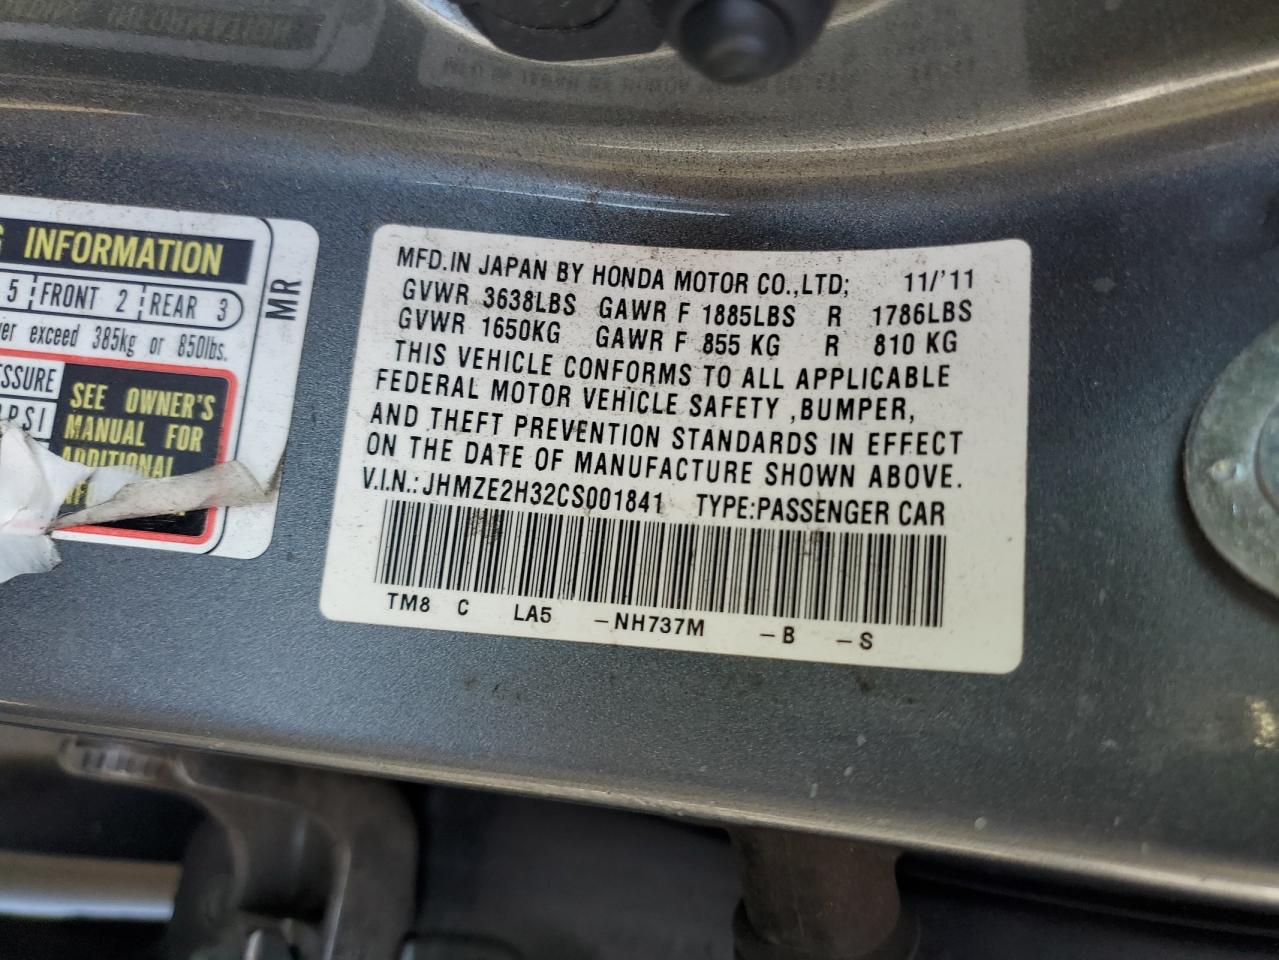 INFORMATION
5 FRONT 2 REAR 3
exceed 385kg or 850lbs.
SEE OWNER'S
PSI MANUAL FOR
ADDITIONAL
MR
MFD.IN JAPAN BY HONDA MOTOR CO.,LTD; 11/'11
GVWR 3638LBS GAWR F 1885LBS R 1786LBS
GVWR 1650KG GAWR F 855 KG R 810 KG
THIS VEHICLE CONFORMS TO ALL APPLICABLE
FEDERAL MOTOR VEHICLE SAFETY ,BUMPER,
AND THEFT PREVENTION STANDARDS IN EFFECT
ON THE DATE OF MANUFACTURE SHOWN ABOVE.
V.I.N.: JHMZE2H32CS001841 TYPE:PASSENGER CAR
TM8 C LA5 -NH737M -B -S